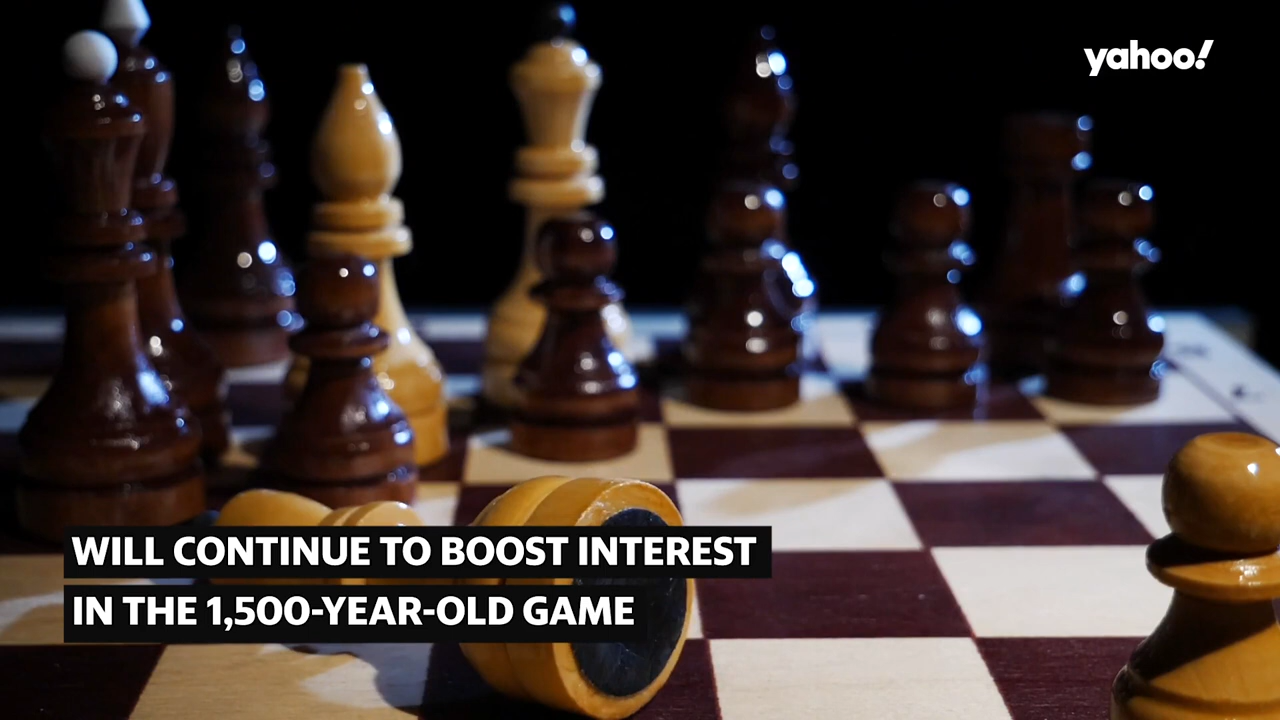 yahoo!
WILL CONTINUE TO BOOST INTEREST
IN THE 1,500-YEAR-OLD GAME